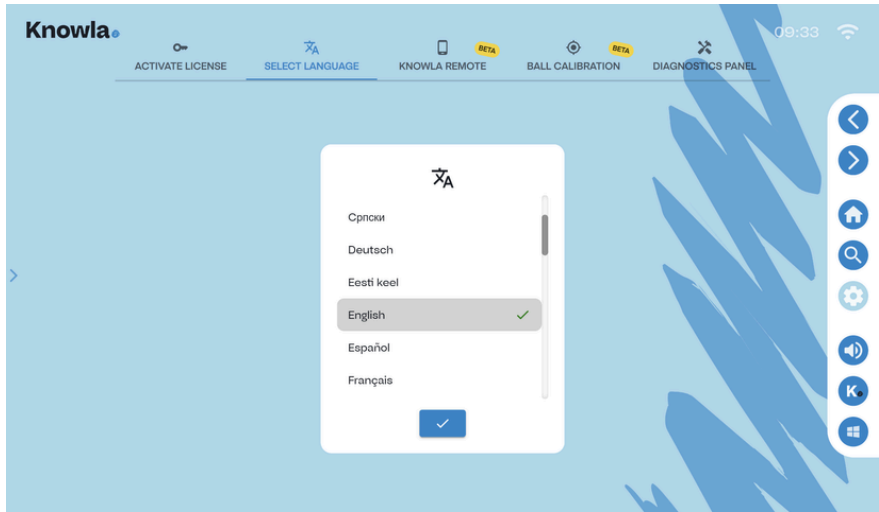 Knowla.
09:33
BETA
BETA
ACTIVATE LICENSE
SELECT LANGUAGE
KNOWLA REMOTE
BALL CALIBRATION
DIAGNOSTICS PANEL
Српски
Deutsch
Eesti keel
English
Español
Français
K.